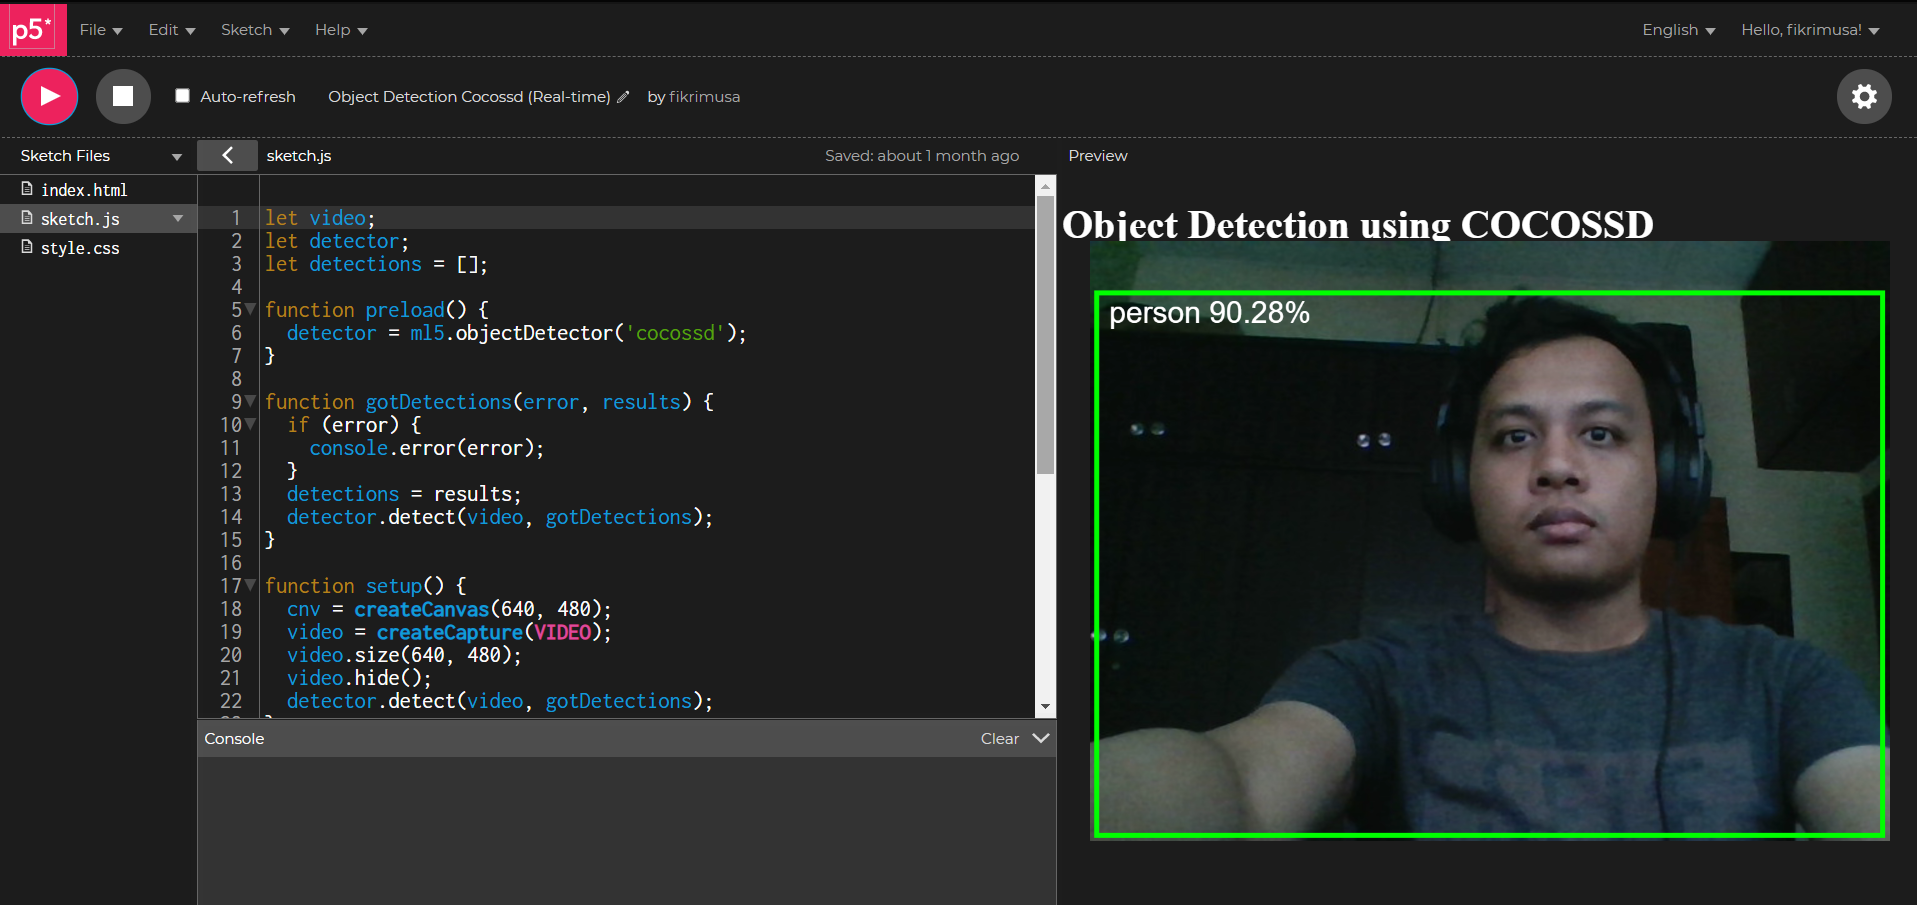 p5*
File
Edit
Sketch
Help
English
Hello, fikrimusa!
Auto-refresh
Object Detection Cocossd (Real-time)
by fikrimusa
Sketch Files
sketch.js
Saved: about 1 month ago
Preview
index.html
sketch.js
style.css
1 let video;
2 let detector;
3 let detections = [];
4
5 function preload() {
6   detector = ml5.objectDetector('cocossd');
7 }
8
9 function gotDetections(error, results) {
10   if (error) {
11     console.error(error);
12   }
13   detections = results;
14   detector.detect(video, gotDetections);
15 }
16
17 function setup() {
18   cnv = createCanvas(640, 480);
19   video = createCapture(VIDEO);
20   video.size(640, 480);
21   video.hide();
22   detector.detect(video, gotDetections);
Console
Clear
Object Detection using COCOSSD
person 90.28%